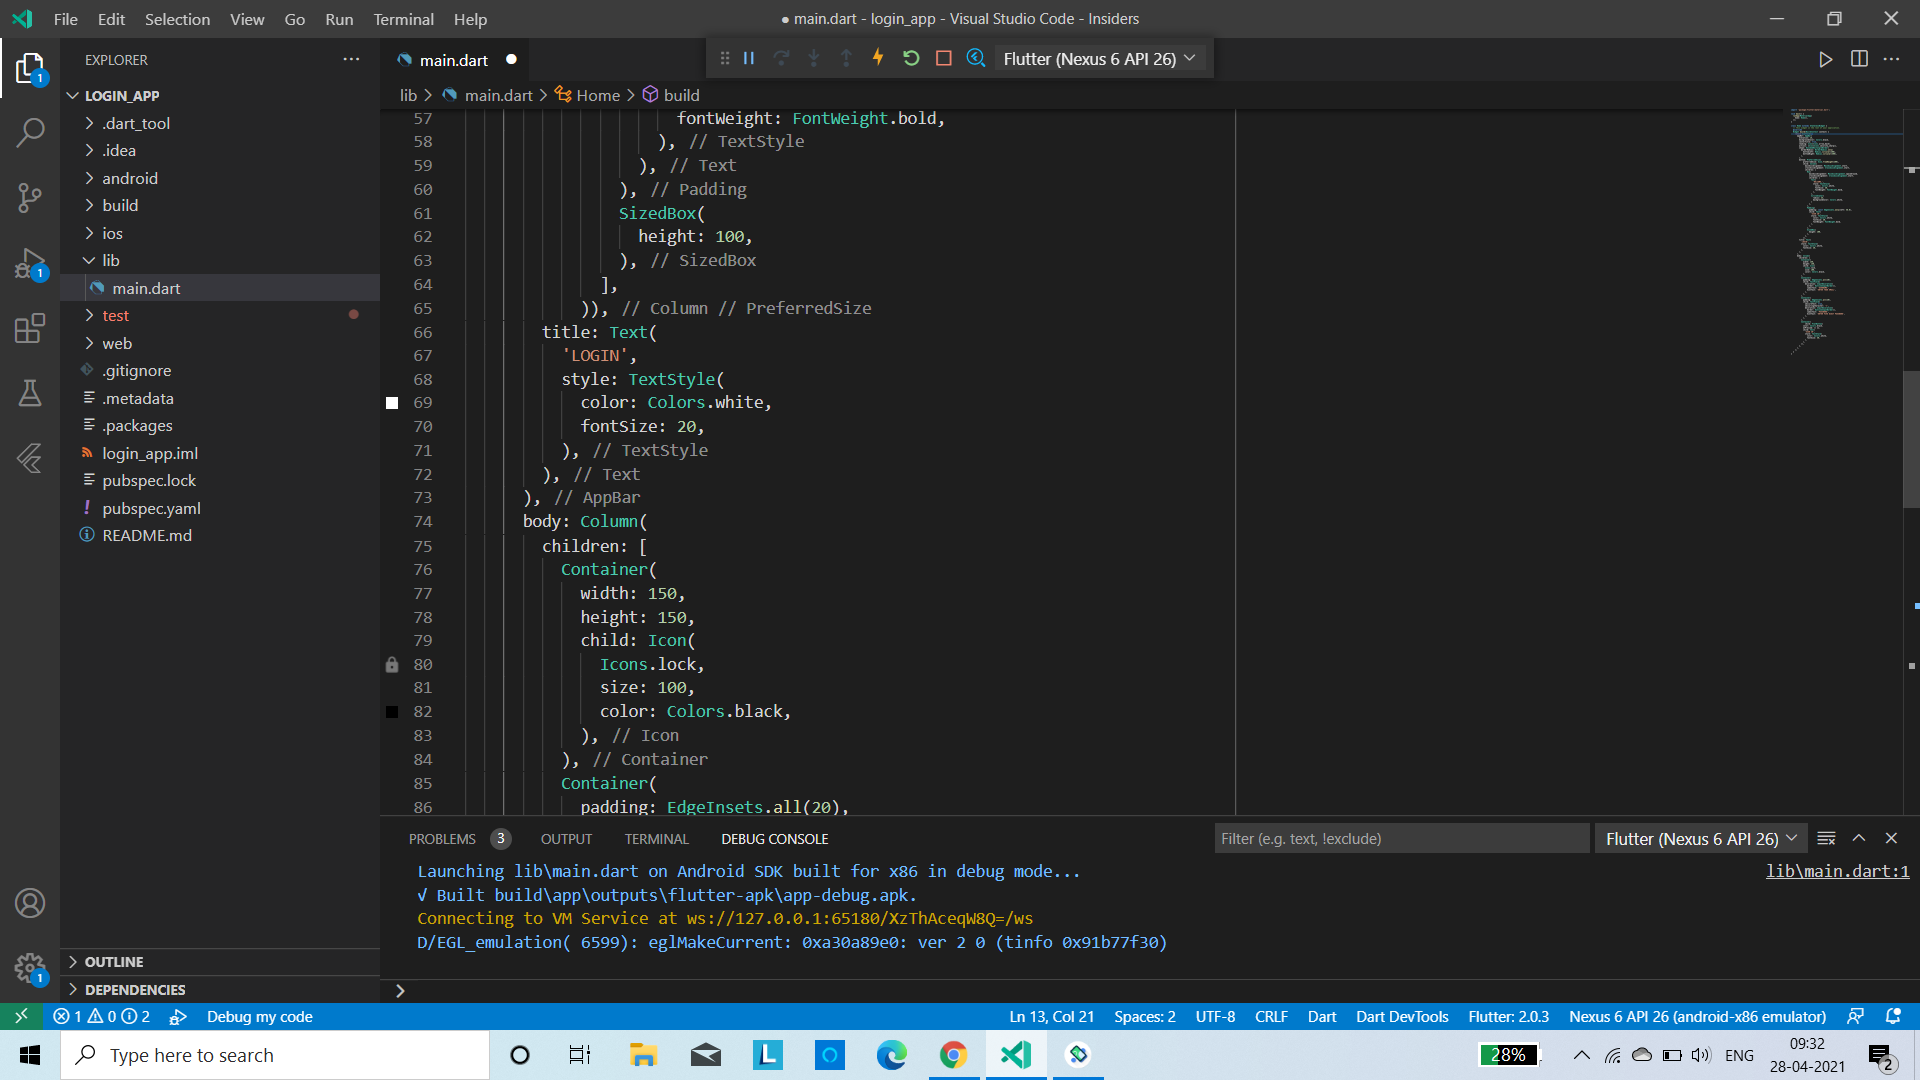 File Edit Selection View Go Run Terminal Help
● main.dart - login_app - Visual Studio Code - Insiders
EXPLORER
main.dart
Flutter (Nexus 6 API 26)
lib > main.dart > Home > build
LOGIN_APP
.dart_tool
.idea
android
build
ios
lib
main.dart
test
web
.gitignore
.metadata
.packages
login_app.iml
pubspec.lock
pubspec.yaml
README.md
OUTLINE
DEPENDENCIES
1
1
1
57 fontWeight: FontWeight.bold,
58 ), // TextStyle
59 ), // Text
60 ), // Padding
61 SizedBox(
62 height: 100,
63 ), // SizedBox
64 ],
65 )), // Column // PreferredSize
66 title: Text(
67 'LOGIN',
68 style: TextStyle(
69 color: Colors.white,
70 fontSize: 20,
71 ), // TextStyle
72 ), // Text
73 ), // AppBar
74 body: Column(
75 children: [
76 Container(
77 width: 150,
78 height: 150,
79 child: Icon(
80 Icons.lock,
81 size: 100,
82 color: Colors.black,
83 ), // Icon
84 ), // Container
85 Container(
86 padding: EdgeInsets.all(20),
PROBLEMS 3 OUTPUT TERMINAL DEBUG CONSOLE
Filter (e.g. text, !exclude)
Flutter (Nexus 6 API 26)
Launching lib\main.dart on Android SDK built for x86 in debug mode...
lib\main.dart:1
√ Built build\app\outputs\flutter-apk\app-debug.apk.
Connecting to VM Service at ws://127.0.0.1:65180/XzThAceqW8Q=/ws
D/EGL_emulation( 6599): eglMakeCurrent: 0xa30a89e0: ver 2 0 (tinfo 0x91b77f30)
1 0 2 Debug my code
Ln 13, Col 21 Spaces: 2 UTF-8 CRLF Dart Dart DevTools Flutter: 2.0.3 Nexus 6 API 26 (android-x86 emulator)
Type here to search
28%
ENG
09:32
28-04-2021
2